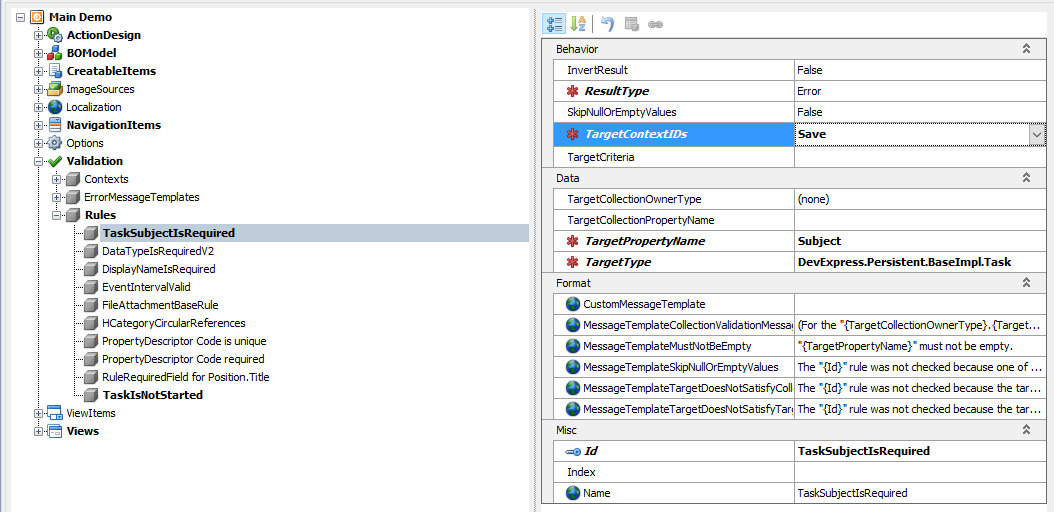 Main Demo
ActionDesign
BOModel
CreatableItems
ImageSources
Localization
NavigationItems
Options
Validation
Contexts
ErrorMessageTemplates
Rules
TaskSubjectIsRequired
DataTypeIsRequiredV2
DisplayNameIsRequired
EventIntervalValid
FileAttachmentBaseRule
HCategoryCircularReferences
PropertyDescriptor Code is unique
PropertyDescriptor Code required
RuleRequiredField for Position.Title
TaskIsNotStarted
ViewItems
Views
Behavior
InvertResult False
ResultType Error
SkipNullOrEmptyValues False
TargetContextIDs Save
TargetCriteria
Data
TargetCollectionOwnerType (none)
TargetCollectionPropertyName
TargetPropertyName Subject
TargetType DevExpress.Persistent.BaseImpl.Task
Format
CustomMessageTemplate
MessageTemplateCollectionValidationMessag (For the "{TargetCollectionOwnerType}.{Target...
MessageTemplateMustNotBeEmpty "{TargetPropertyName}" must not be empty.
MessageTemplateSkipNullOrEmptyValues The "{Id}" rule was not checked because one of ...
MessageTemplateTargetDoesNotSatisfyColl The "{Id}" rule was not checked because the tar...
MessageTemplateTargetDoesNotSatisfyTarg The "{Id}" rule was not checked because the tar...
Misc
Id TaskSubjectIsRequired
Index
Name TaskSubjectIsRequired